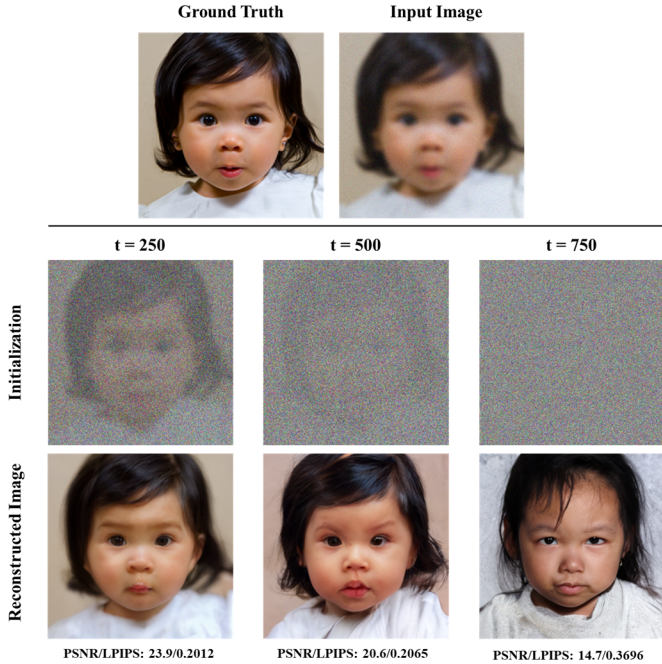 Ground Truth
Input Image
t = 250
t = 500
t = 750
Initialization
Reconstructed Image
PSNR/LPIPS: 23.9/0.2012
PSNR/LPIPS: 20.6/0.2065
PSNR/LPIPS: 14.7/0.3696